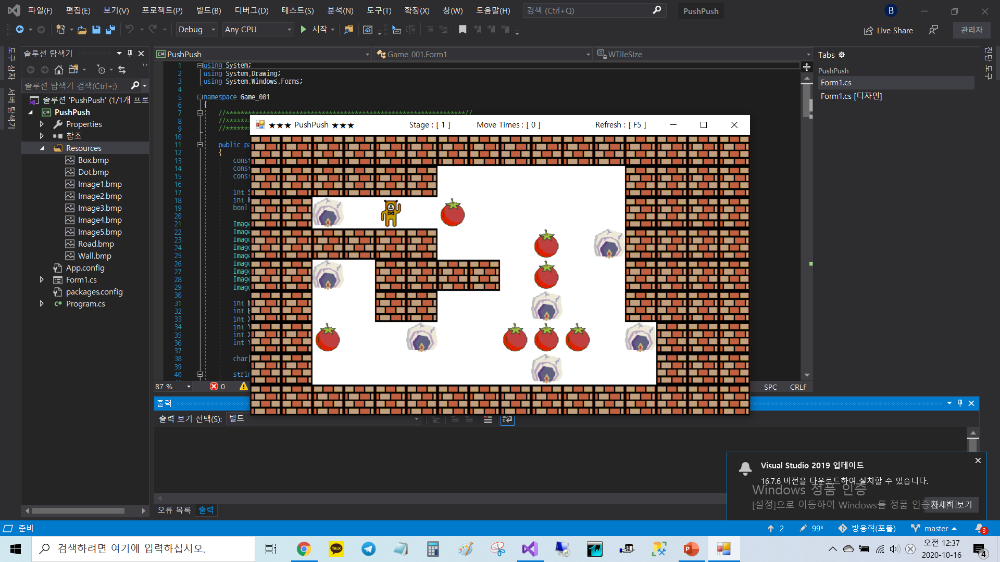 파일(F) 편집(E) 보기(V) 프로젝트(P) 빌드(B) 디버그(D) 테스트(S) 분석(N) 도구(T) 확장(X) 창(W) 도움말(H) 검색 (Ctrl+Q) PushPush B
Debug Any CPU 시작 Live Share 관리자
도구 상자
서버 탐색기
솔루션 탐색기
솔루션 탐색기 검색(Ctrl+;)
솔루션 'PushPush' (1/1개 프로
C# PushPush
Properties
참조
Resources
Box.bmp
Dot.bmp
Image1.bmp
Image2.bmp
Image3.bmp
Image4.bmp
Image5.bmp
Road.bmp
Wall.bmp
App.config
Form1.cs
packages.config
C# Program.cs
C# PushPush Game_001.Form1 WTileSize
1 using System;
2 using System.Drawing;
3 using System.Windows.Forms;
4
5 namespace Game_001
6 {
7 //*****************************************************************//
8 //*******
9 //*******
10
11 public pa
12 {
13 const
14 const
15 const
16
17 int S
18 int
19 bool
20
21 Image
22 Image
23 Image
24 Image
25 Image
26 Image
27 Image
28 Image
29 Image
30
31 int W
32 int
33 int X
34 int Y
35 int X
36 int Y
37
38 char[
39
40 strin
87 % 0 SPC CRLF
★★★ PushPush ★★★ Stage : [ 1 ] Move Times : [ 0 ] Refresh : [ F5 ]
Tabs
PushPush
Form1.cs
Form1.cs [디자인]
진단 도구
출력
출력 보기 선택(S): 빌드
오류 목록 출력
Visual Studio 2019 업데이트
16.7.6 버전을 다운로드하여 설치할 수 있습니다.
Windows 정품 인증
[설정]으로 이동하여 Windows를 정품 인증
자세히 보기
준비 2 99* 방용혁(포폴) master 3
검색하려면 여기에 입력하십시오.
TALK
오전 12:37
2020-10-16
4